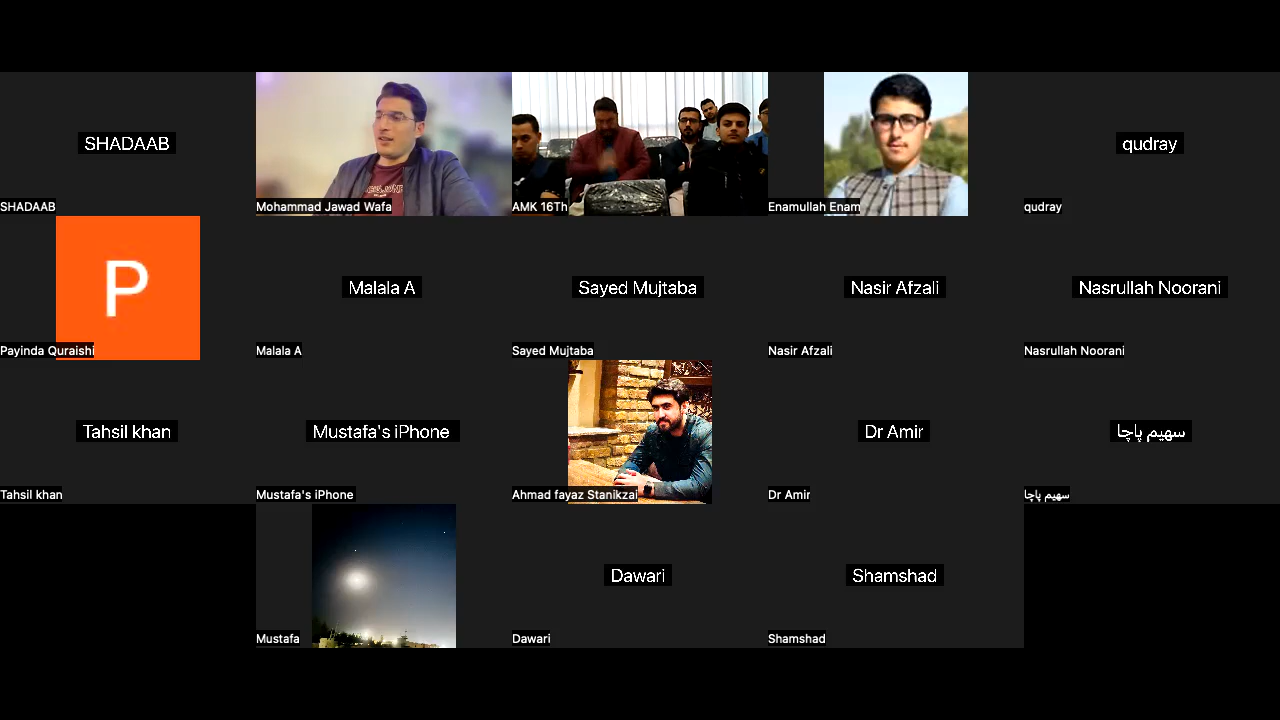 SHADAAB
qudray
SHADAAB
Mohammad Jawad Wafa
AMK 16Th
Enamullah Enam
qudray
P
Malala A
Sayed Mujtaba
Nasir Afzali
Nasrullah Noorani
Payinda Quraishi
Malala A
Sayed Mujtaba
Nasir Afzali
Nasrullah Noorani
Tahsil khan
Mustafa's iPhone
Dr Amir
سهیم پاچا
Tahsil khan
Mustafa's iPhone
Ahmad fayaz Stanikzai
Dr Amir
سهیم پاچا
Dawari
Shamshad
Mustafa
Dawari
Shamshad